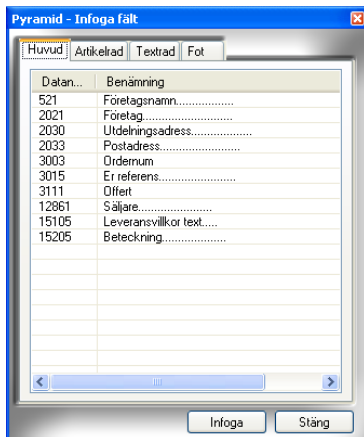 Pyramid - Infoga fält
Huvud Artikelrad Textrad Fot
Datan... Benämning
521 Företagsnamn..................
2021 Företag.......................
2030 Utdelningsadress...................
2033 Postadress.........................
3003 Ordernum
3015 Er referens........................
3111 Offert
12861 Säljare.......................
15105 Leveransvillkor text.....
15205 Beteckning....................
Infoga Stäng